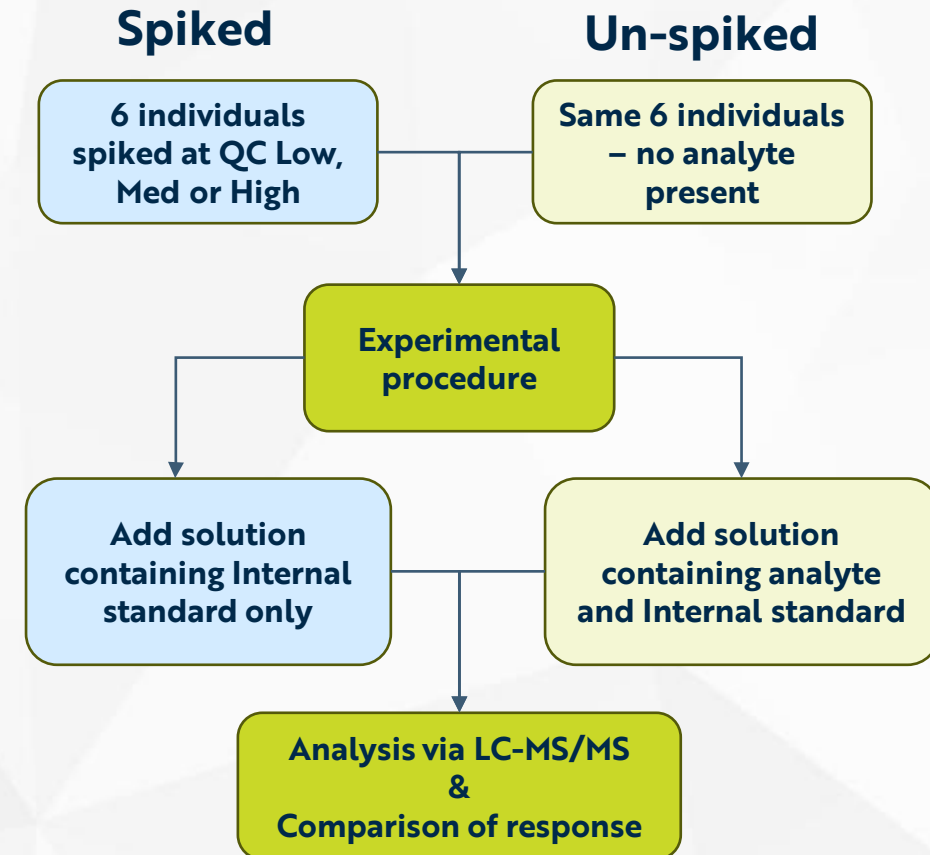 Spiked
Un-spiked
6 individuals
spiked at QC Low,
Med or High
Same 6 individuals
– no analyte
present
Experimental
procedure
Add solution
containing Internal
standard only
Add solution
containing analyte
and Internal standard
Analysis via LC-MS/MS
&
Comparison of response